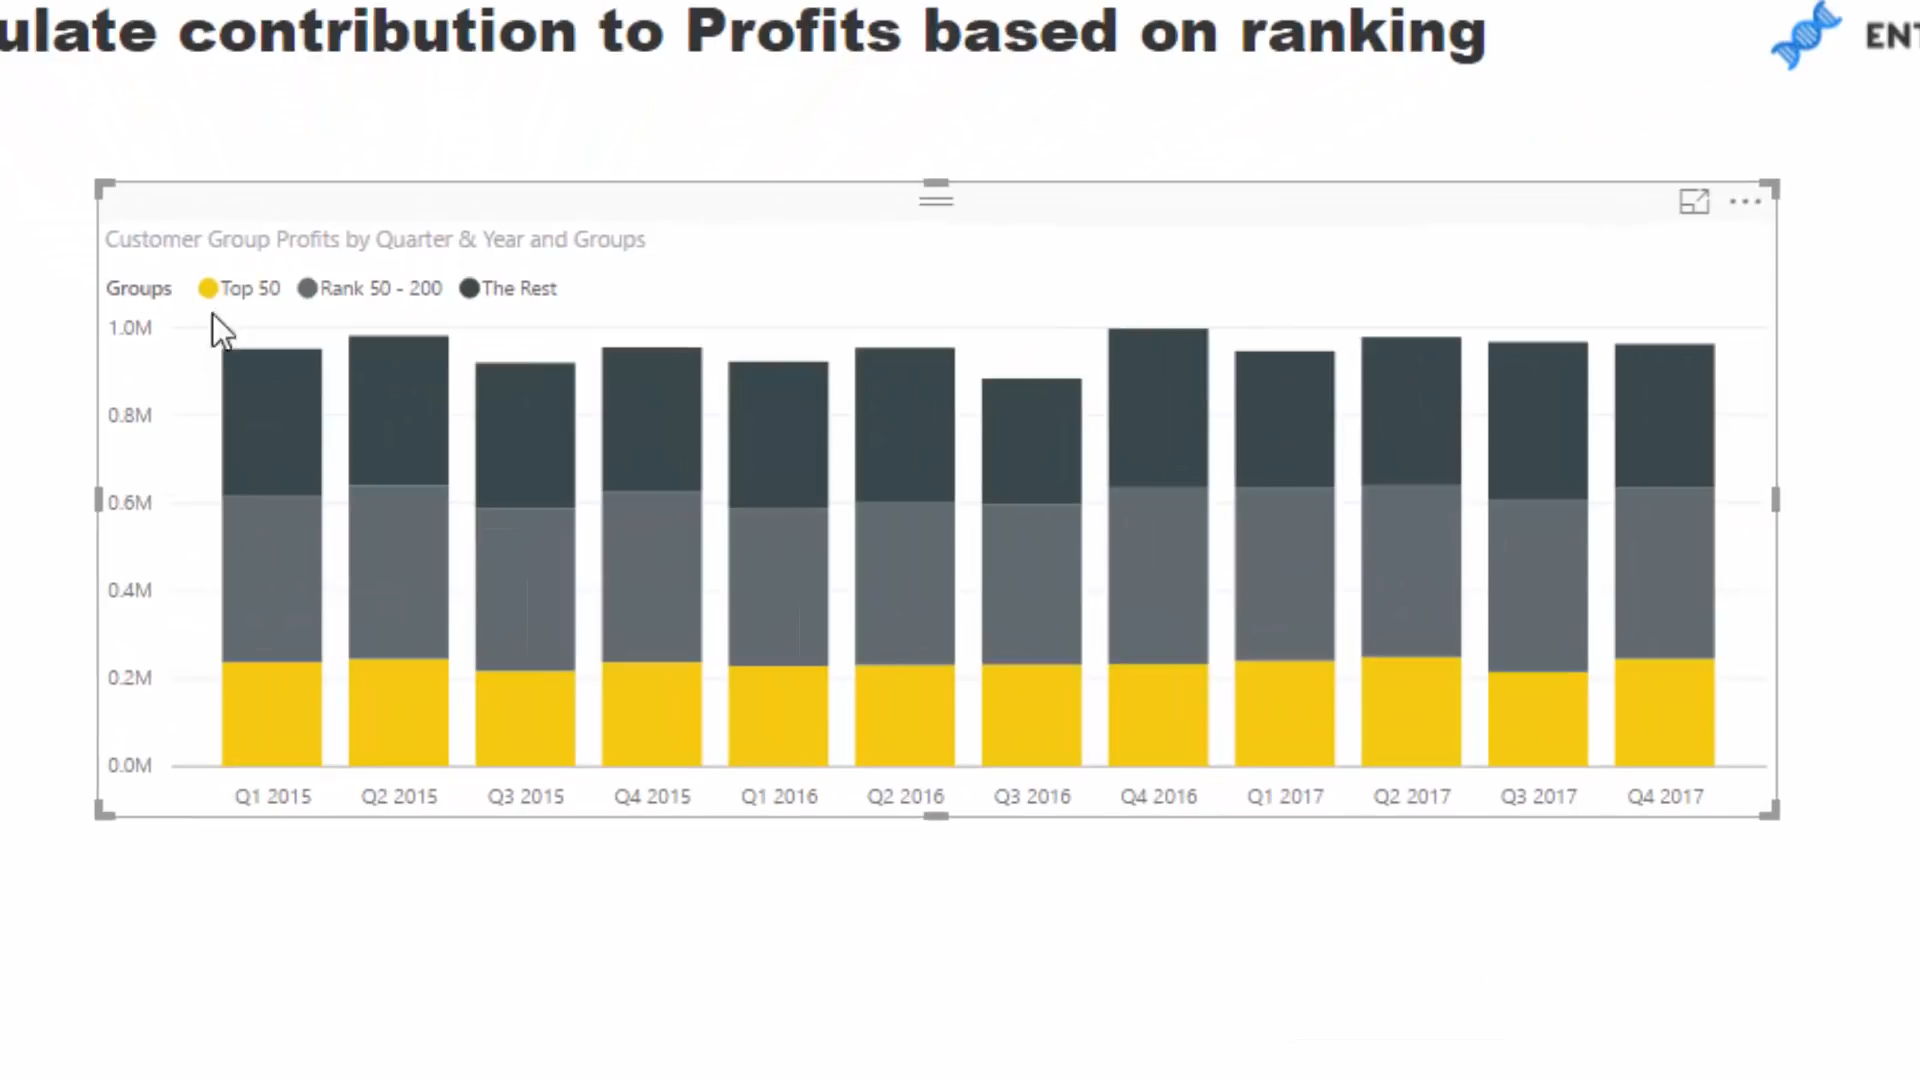 ulate contribution to Profits based on ranking
ENT
Customer Group Profits by Quarter & Year and Groups
Groups Top 50 Rank 50 - 200 The Rest
1.0M
0.8M
0.6M
0.4M
0.2M
0.0M
Q1 2015 Q2 2015 Q3 2015 Q4 2015 Q1 2016 Q2 2016 Q3 2016 Q4 2016 Q1 2017 Q2 2017 Q3 2017 Q4 2017